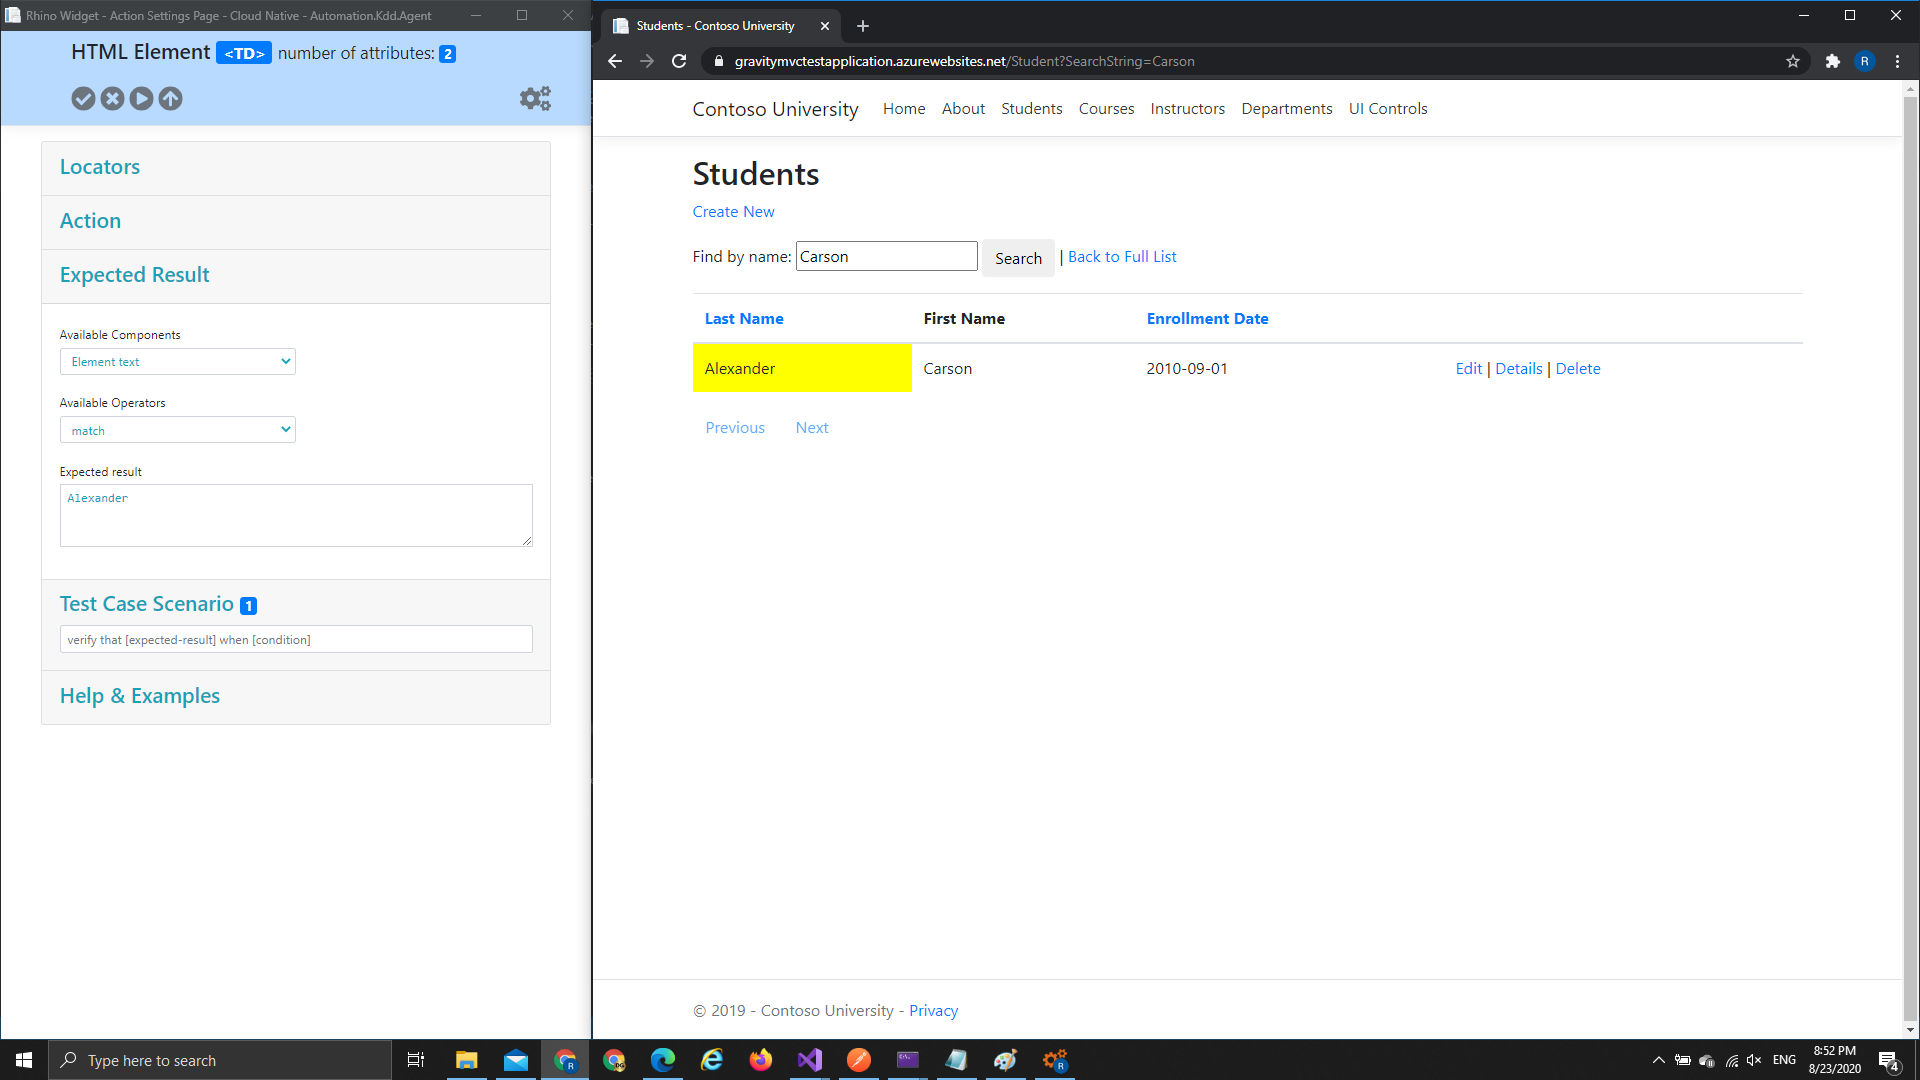 Rhino Widget - Action Settings Page - Cloud Native - Automation.Kdd.Agent
HTML Element <TD> number of attributes: 2
Locators
Action
Expected Result
Available Components
Element text
Available Operators
match
Expected result
Alexander
Test Case Scenario 1
verify that [expected-result] when [condition]
Help & Examples
Students - Contoso University
gravitymvctestapplication.azurewebsites.net/Student?SearchString=Carson
R
Contoso University Home About Students Courses Instructors Departments UI Controls
Students
Create New
Find by name: Carson Search | Back to Full List
Last Name First Name Enrollment Date
Alexander Carson 2010-09-01 Edit | Details | Delete
Previous Next
© 2019 - Contoso University - Privacy
Type here to search
ENG
8:52 PM
8/23/2020
4